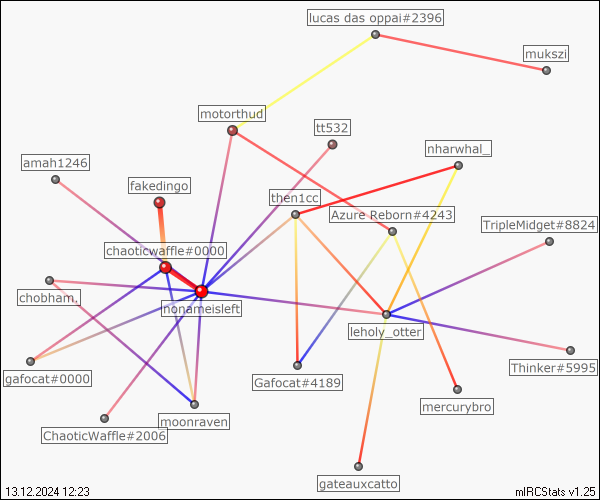 lucas das oppai#2396
mukszi
motorthud
tt532
nharwhal_
amah1246
fakedingo
then1cc
Azure Reborn#4243
TripleMidget#8824
chaoticwaffle#0000
chobham,
nonameisleft
leholy_otter
Thinker#5995
gafocat#0000
Gafocat#4189
mercurybro
ChaoticWaffle#2006
moonraven
gateauxcatto
13.12.2024 12:23
mIRCStats v1.25